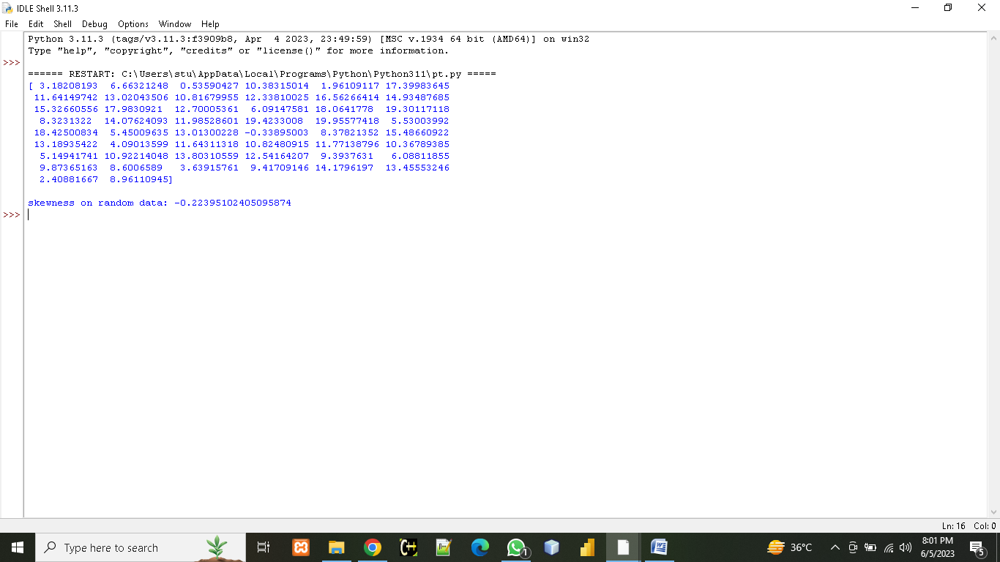 IDLE Shell 3.11.3
File Edit Shell Debug Options Window Help
Python 3.11.3 (tags/v3.11.3:f3909b8, Apr  4 2023, 23:49:59) [MSC v.1934 64 bit (AMD64)] on win32
Type "help", "copyright", "credits" or "license()" for more information.
>>>
====== RESTART: C:\Users\stu\AppData\Local\Programs\Python\Python311\pt.py =====
[ 3.18208193  6.66321248  0.53590427 10.38315014  1.96109117 17.39983645
 11.64149742 13.02043506 10.81679955 12.33810025 16.56266414 14.93487685
 15.32660556 17.9830921  12.70005361  6.09147581 18.0641778  19.30117118
  8.3231322  14.07624093 11.98528601 19.4233008  19.95577418  5.53003992
 18.42500834  5.45009635 13.01300228 -0.33895003  8.37821352 15.48660922
 13.18935422  4.09013599 11.64311318 10.82480915 11.77138796 10.36789385
  5.14941741 10.92214048 13.80310559 12.54164207  9.3937631   6.08811855
  9.87365163  8.6006589   3.63915761  9.41709146 14.1796197  13.45553246
  2.40881667  8.96110945]
skewness on random data: -0.22395102405095874
>>>
Ln: 16 Col: 0
Type here to search
C++
1
W
36°C
8:01 PM
6/5/2023
5